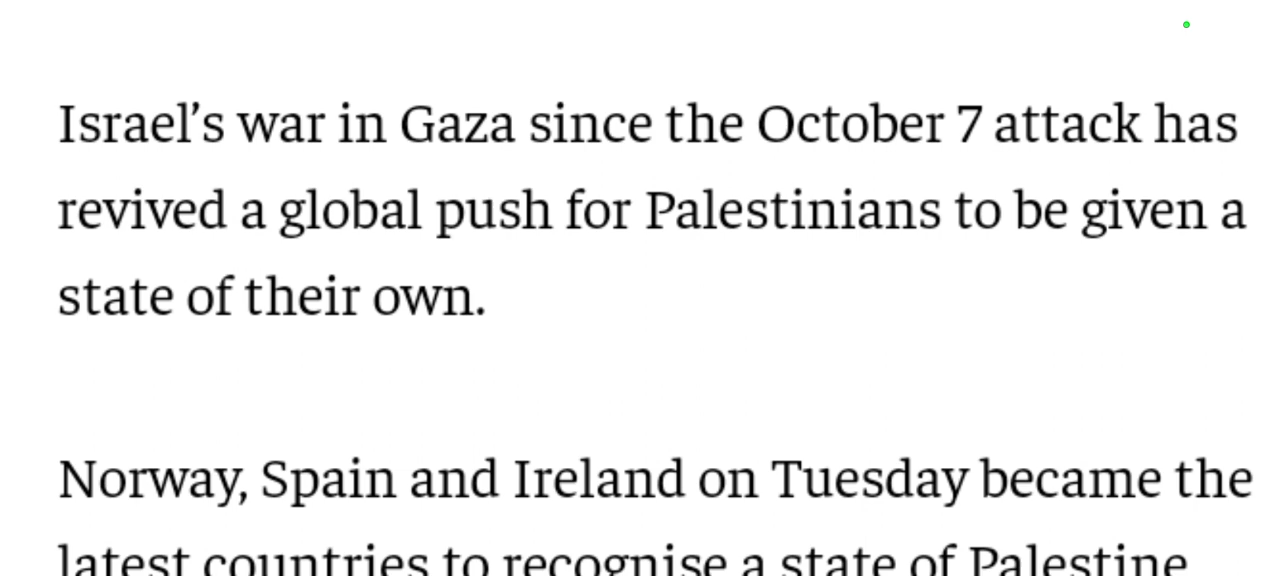 Israel’s war in Gaza since the October 7 attack has
revived a global push for Palestinians to be given a
state of their own.
Norway, Spain and Ireland on Tuesday became the
latest countries to recognise a state of Palestine